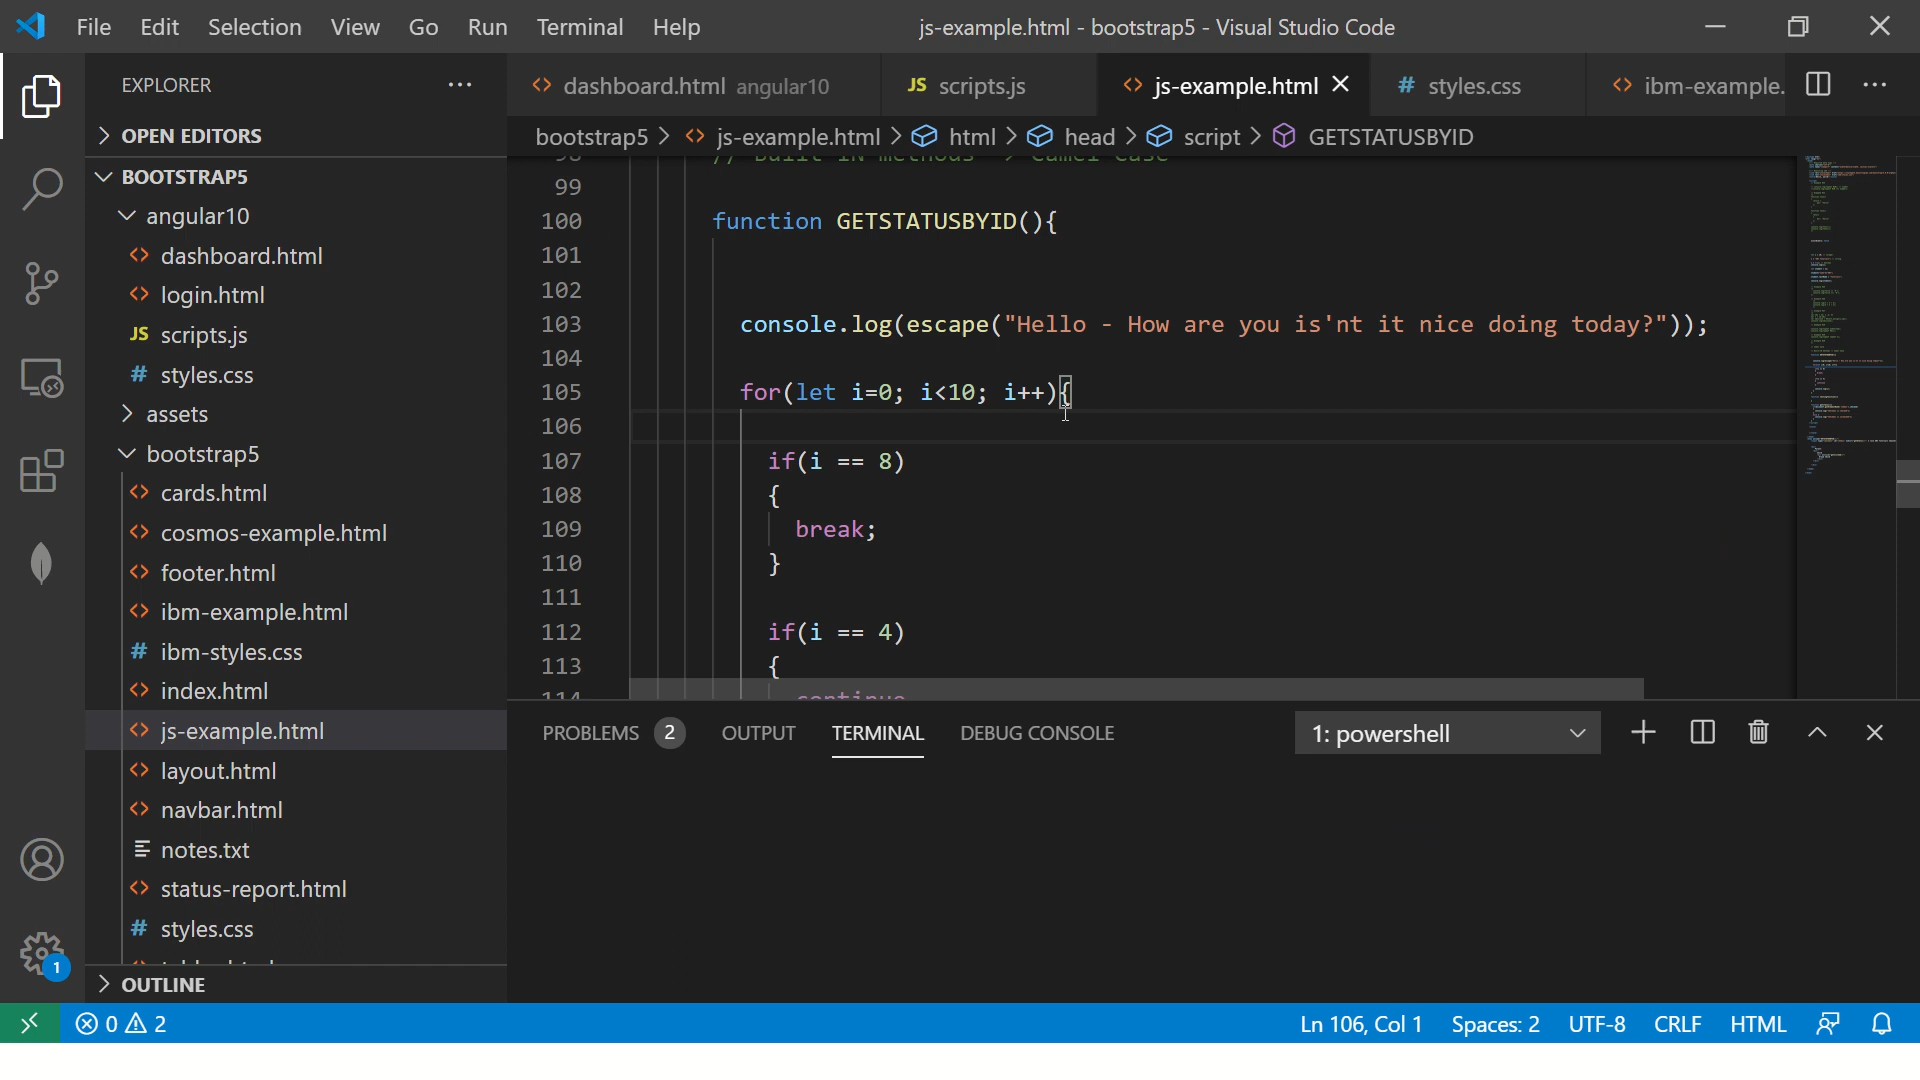 File Edit Selection View Go Run Terminal Help
js-example.html - bootstrap5 - Visual Studio Code
EXPLORER
OPEN EDITORS
BOOTSTRAP5
angular10
dashboard.html
login.html
JS scripts.js
# styles.css
assets
bootstrap5
cards.html
cosmos-example.html
footer.html
ibm-example.html
# ibm-styles.css
index.html
js-example.html
layout.html
navbar.html
notes.txt
status-report.html
# styles.css
OUTLINE
1
dashboard.html angular10
JS scripts.js
js-example.html
# styles.css
ibm-example.
bootstrap5 > js-example.html > html > head > script > GETSTATUSBYID
99
100 function GETSTATUSBYID(){
101
102
103 console.log(escape("Hello - How are you is'nt it nice doing today?"));
104
105 for(let i=0; i<10; i++){
106
107 if(i == 8)
108 {
109 break;
110 }
111
112 if(i == 4)
113 {
114 continue
PROBLEMS 2 OUTPUT TERMINAL DEBUG CONSOLE
1: powershell
0 2
Ln 106, Col 1 Spaces: 2 UTF-8 CRLF HTML